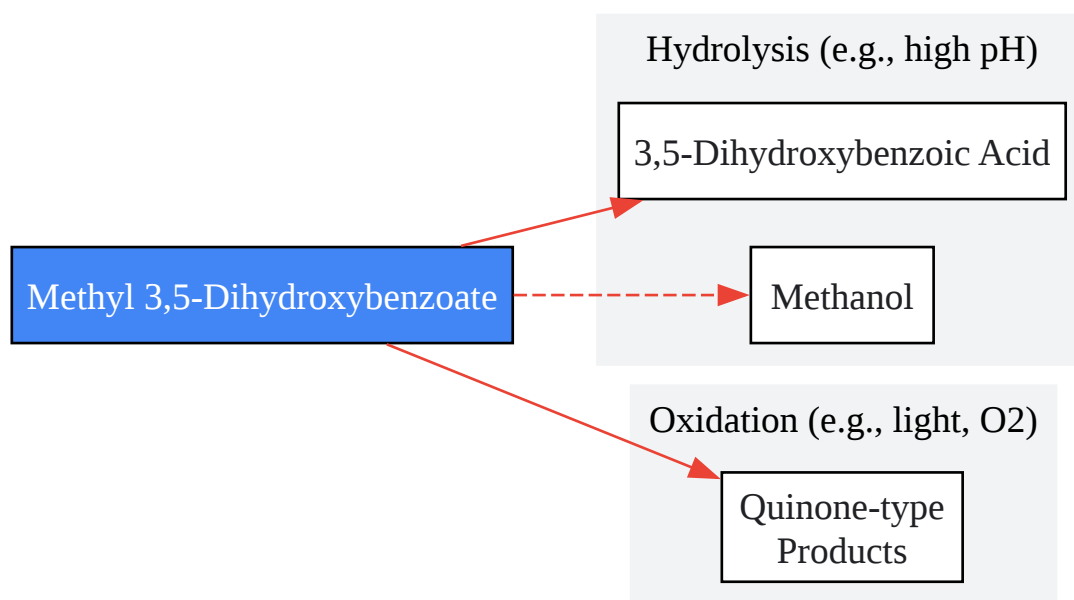 Hydrolysis (e.g., high pH)
3,5-Dihydroxybenzoic Acid
Methyl 3,5-Dihydroxybenzoate
Methanol
Oxidation (e.g., light, O2)
Quinone-type
Products